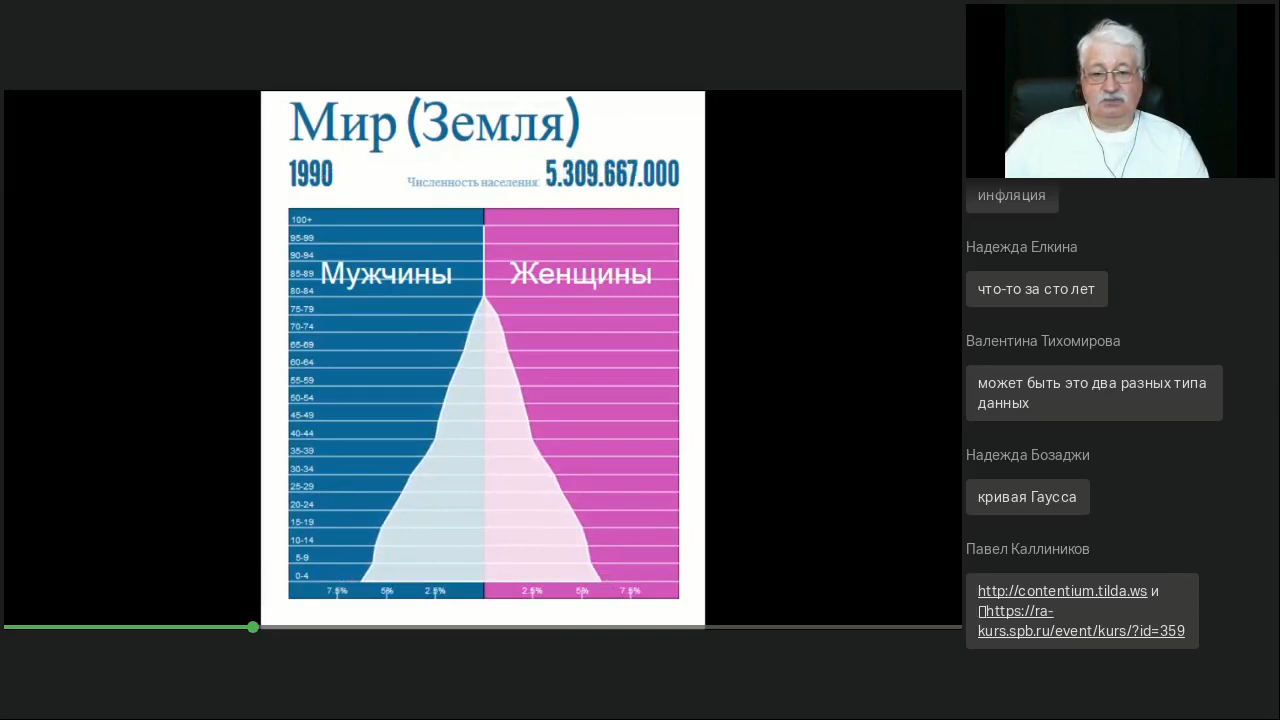 Мир (Земля)
1990
Численность населения: 5.309.667.000
100+
95-99
90-94
85-89
80-84
75-79
70-74
65-69
60-64
55-59
50-54
45-49
40-44
35-39
30-34
25-29
20-24
15-19
10-14
5-9
0-4
Мужчины Женщины
7.5% 5% 2.5% 2.5% 5% 7.5%
инфляция
Надежда Елкина
что-то за сто лет
Валентина Тихомирова
может быть это два разных типа
данных
Надежда Бозаджи
кривая Гаусса
Павел Каллиников
http://contentium.tilda.ws и
https://ra-
kurs.spb.ru/event/kurs/?id=359